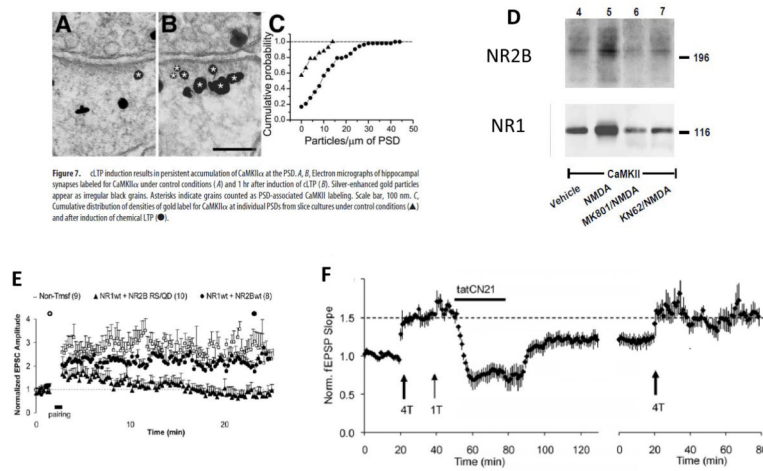 A
B
C
Cumulative probability
1.0
0.8
0.6
0.4
0.2
0.0
0 10 20 30 40 50
Particles/μm of PSD
Figure 7. cLTP induction results in persistent accumulation of CaMKIIα at the PSD. A, B, Electron micrographs of hippocampal
synapses labeled for CaMKIIα under control conditions (A) and 1 hr after induction of cLTP (B). Silver-enhanced gold particles
appear as irregular black grains. Asterisks indicate grains counted as PSD-associated CaMKII labeling. Scale bar, 100 nm. C,
Cumulative distribution of densities of gold label for CaMKIIα at individual PSDs from slice cultures under control conditions (▲)
and after induction of chemical LTP (●).
D
4 5 6 7
NR2B
196
NR1
116
CaMKII
Vehicle
NMDA
MK801/NMDA
KN62/NMDA
E
Non-Tmsf (9) ▲ NR1wt + NR2B RS/QD (10) ● NR1wt + NR2Bwt (8)
Normalized EPSC Amplitude
4
3
2
1
0
pairing
0 10 20
Time (min)
F
tatCN21
Norm. fEPSP Slope
1.5
1.0
0.5
0.0
4T
1T
4T
0 20 40 60 80 100 120
0 20 40 60 80
Time (min)
Time (min)